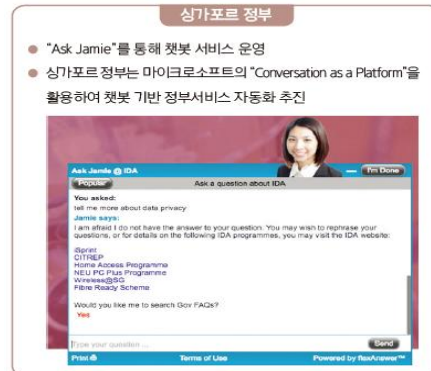 싱가포르 정부
"Ask Jamie"를 통해 챗봇 서비스 운영
싱가포르 정부는 마이크로소프트의 "Conversation as a Platform"을
활용하여 챗봇 기반 정부서비스 자동화 추진
Ask Jamie @ IDA
I'm Done
Popular
Ask a question about IDA
You asked:
tell me more about data privacy
Jamie says:
I am afraid I do not have the answer to your question. You may wish to rephrase your
questions, or for details on the following IDA programmes, you may visit the IDA website:
iSprint
CITREP
Home Access Programme
NEU PC Plus Programme
Wireless@SG
Fibre Ready Scheme
Would you like me to search Gov FAQs?
Yes
Type your question ...
Send
Print
Terms of Use
Powered by flexAnswer™